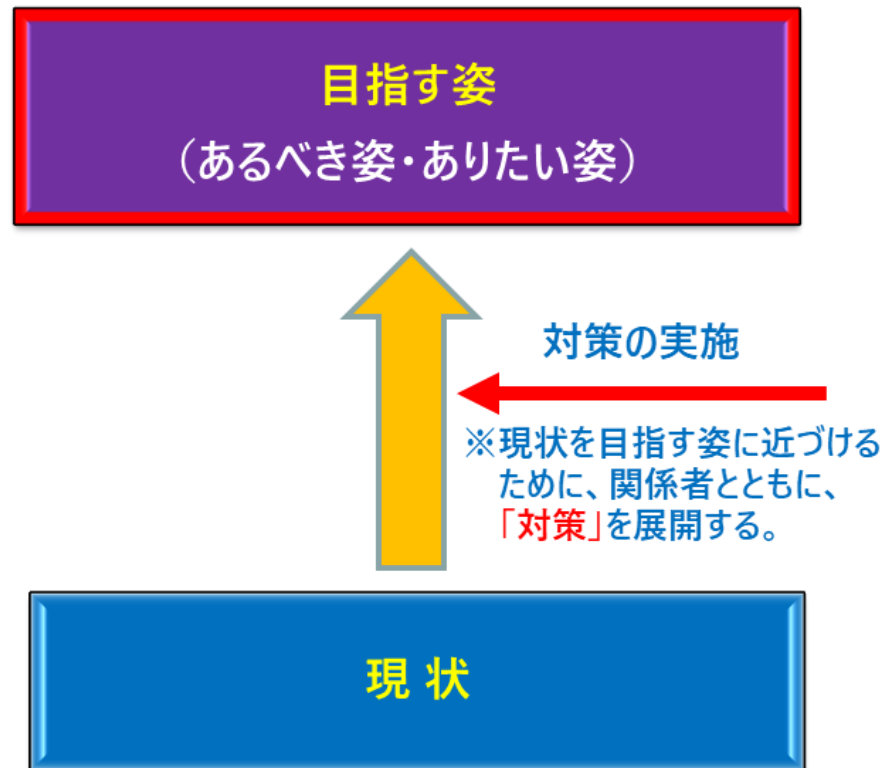 目指す姿
（あるべき姿・ありたい姿）
対策の実施
※現状を目指す姿に近づける
ために、関係者とともに、
「対策」を展開する。
現 状